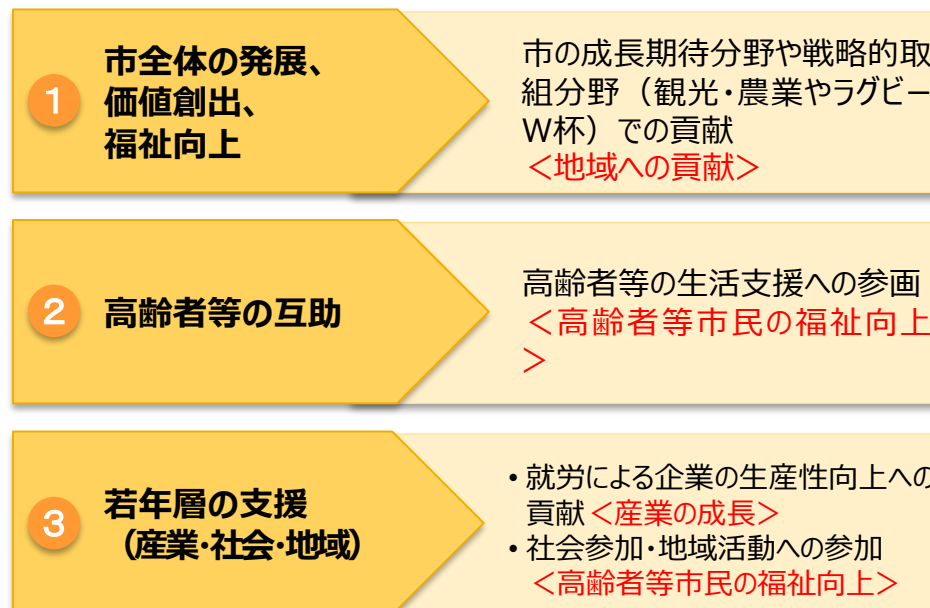 1
市全体の発展、
価値創出、
福祉向上
市の成長期待分野や戦略的取
組分野（観光・農業やラグビー
W杯）での貢献
＜地域への貢献＞
2
高齢者等の互助
高齢者等の生活支援への参画
＜高齢者等市民の福祉向上
＞
3
若年層の支援
（産業・社会・地域）
• 就労による企業の生産性向上への
貢献＜産業の成長＞
• 社会参加・地域活動への参加
＜高齢者等市民の福祉向上＞